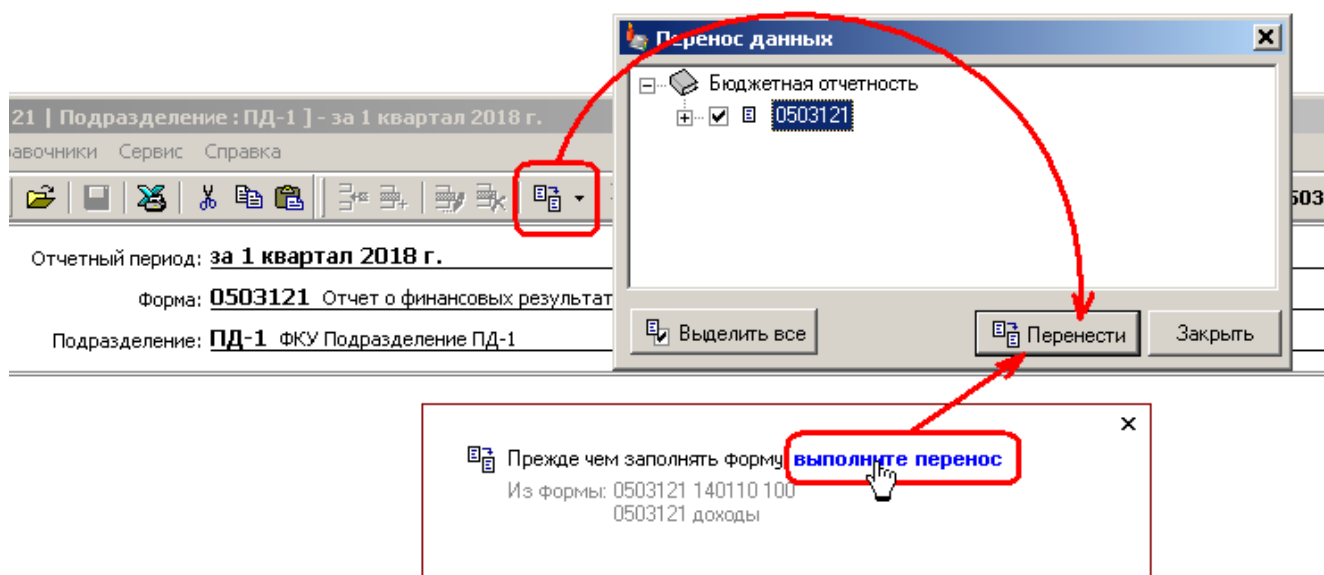 Перенос данных
Бюджетная отчетность
0503121
21 | Подразделение : ПД-1 ] - за 1 квартал 2018 г.
авочники Сервис Справка
503
Отчетный период: за 1 квартал 2018 г.
Форма: 0503121 Отчет о финансовых результат
Подразделение: ПД-1 ФКУ Подразделение ПД-1
Выделить все Перенести Закрыть
Прежде чем заполнять форму выполните перенос
Из формы: 0503121 140110 100
0503121 доходы